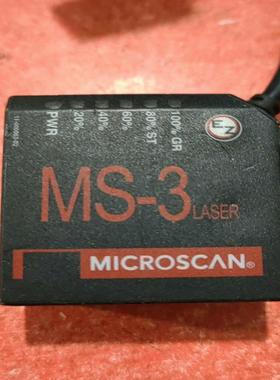 PWR
20%
40%
60%
80% ST
100% GR
EZ
MS-3 LASER
MICROSCAN®